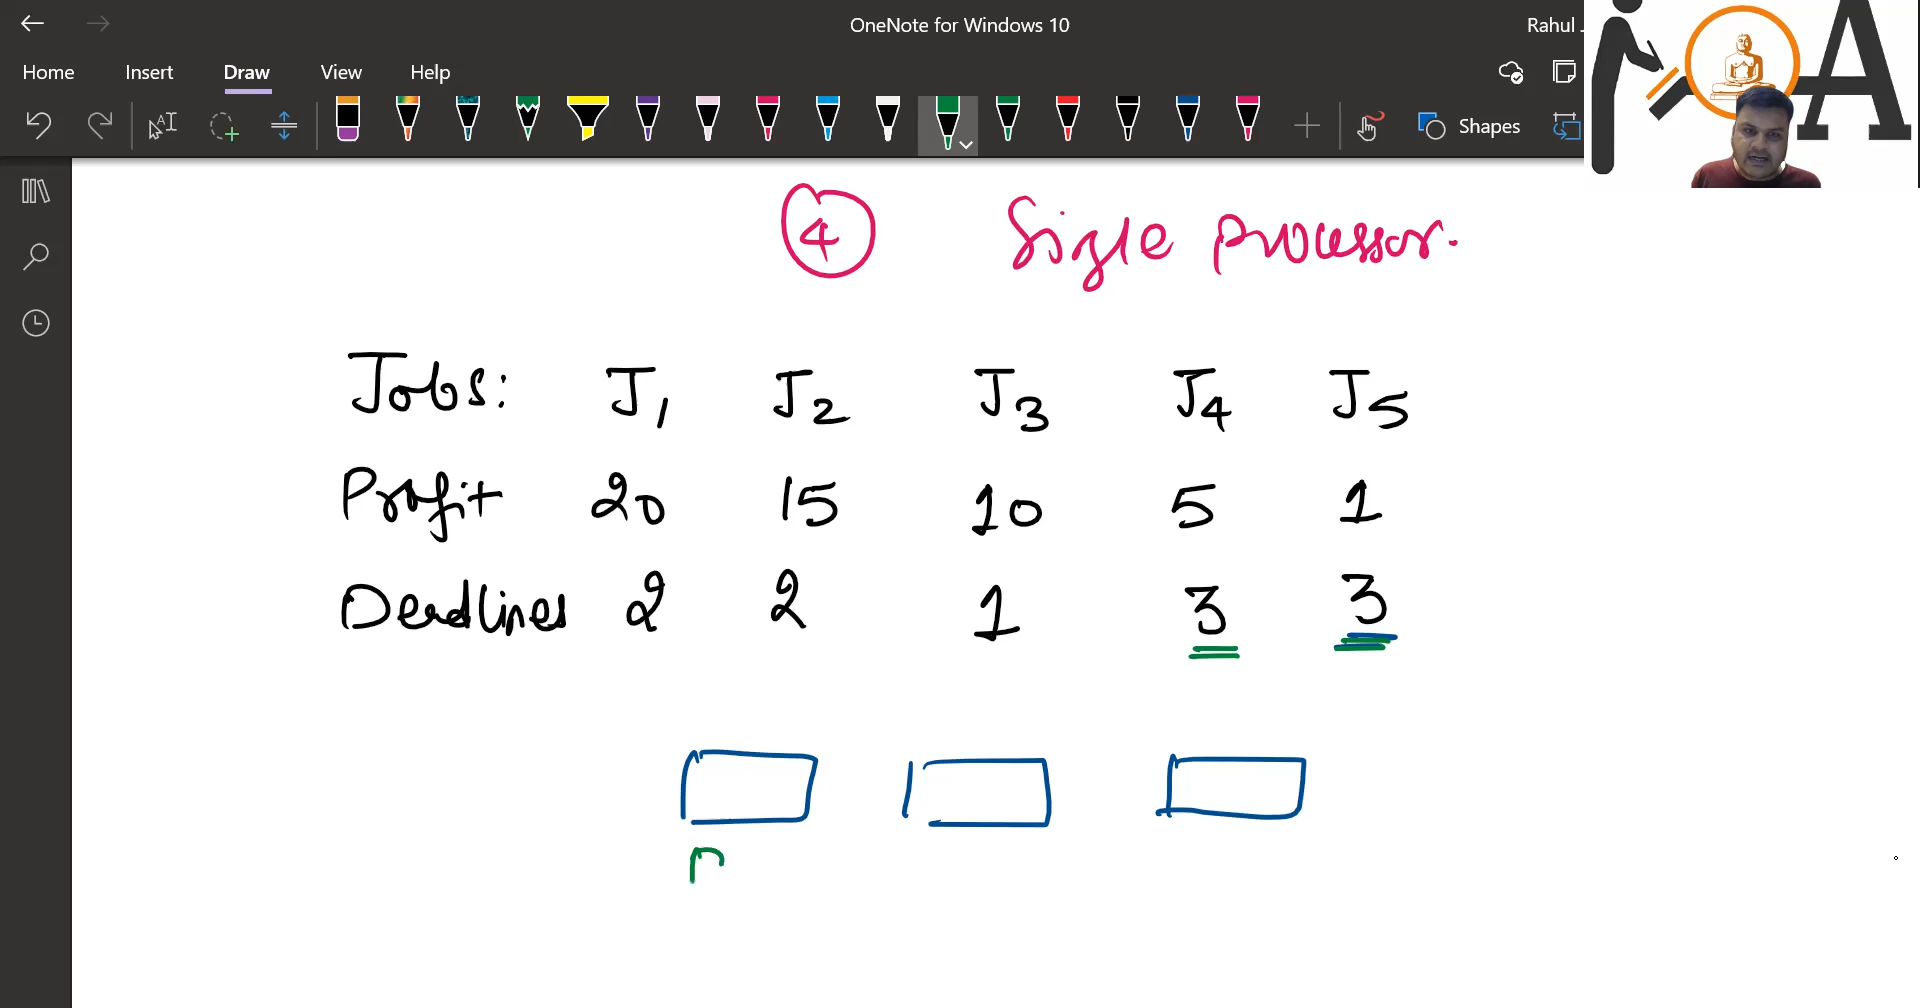 OneNote for Windows 10
Rahul J
Home Insert Draw View Help
Shapes
4 Single processor.
Jobs: J1 J2 J3 J4 J5
Profit 20 15 10 5 1
Deadlines 2 2 1 3 3
A